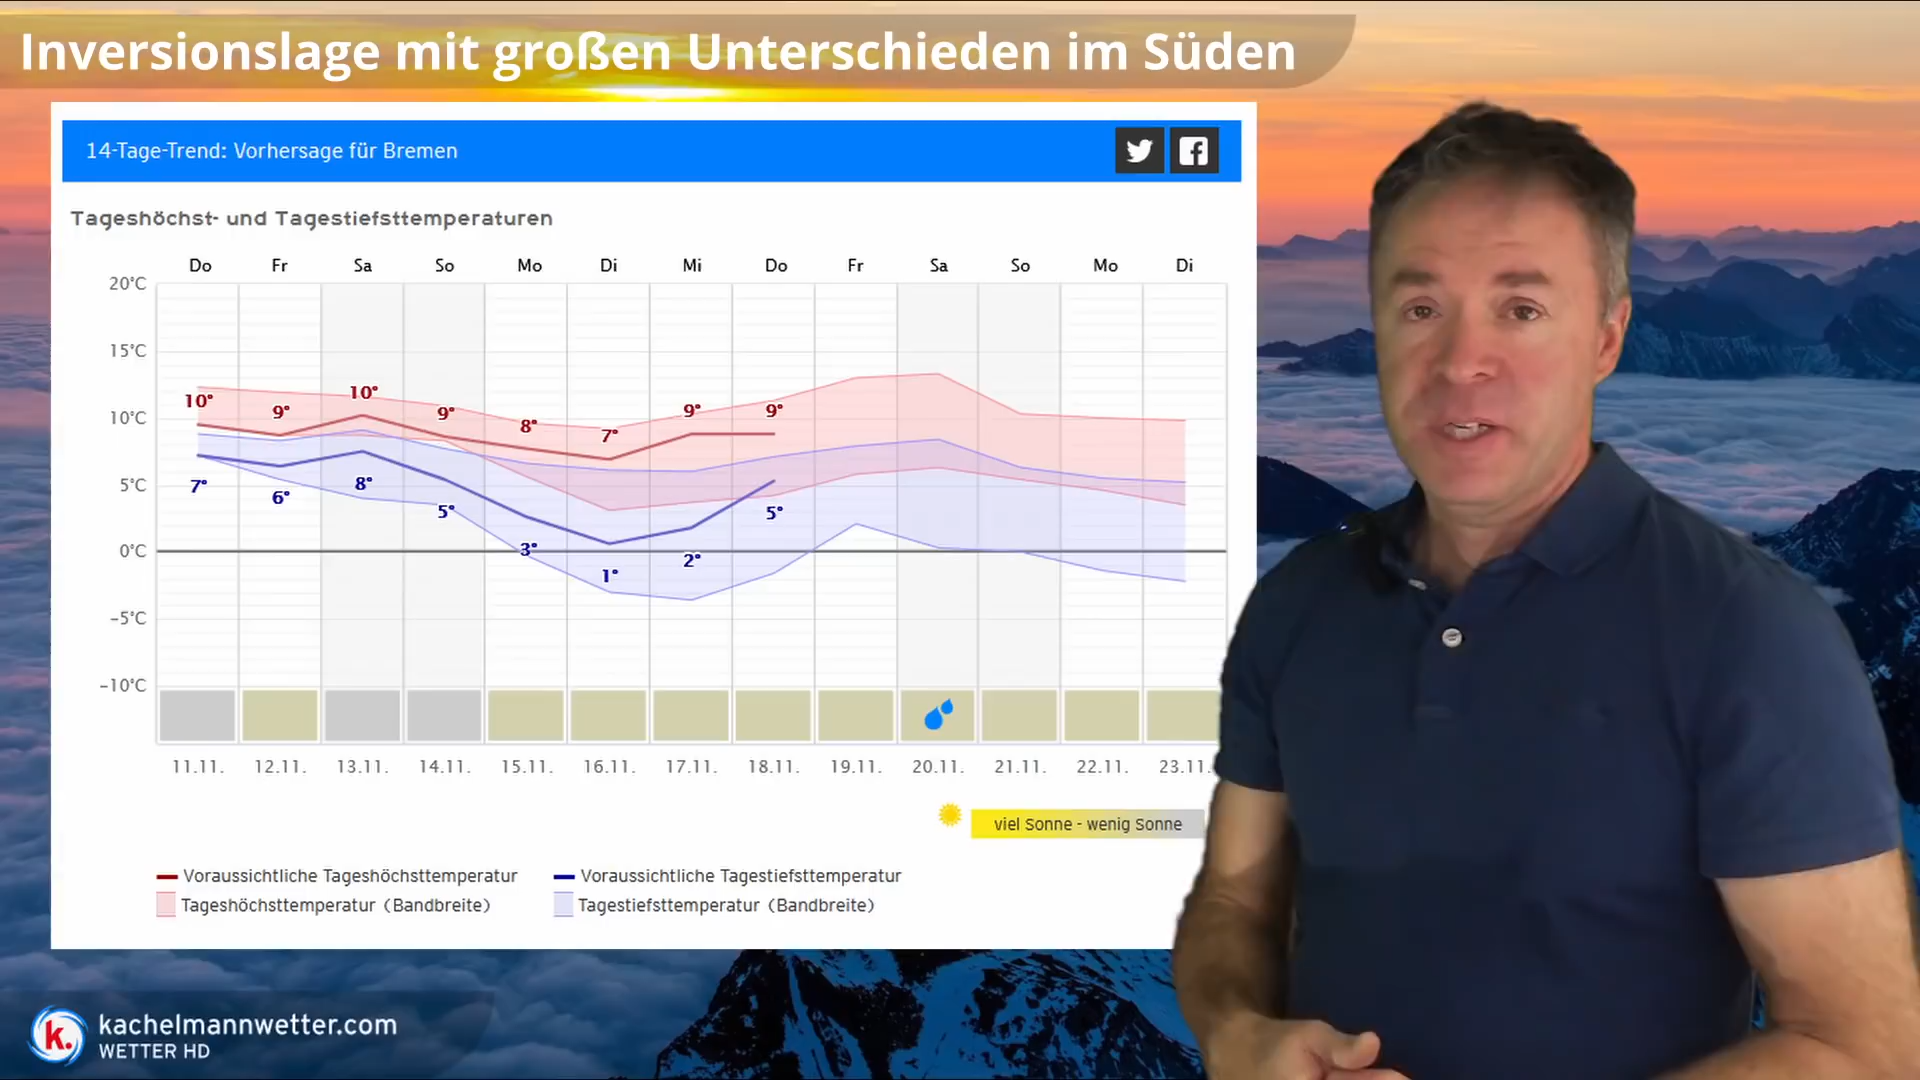 Inversionslage mit großen Unterschieden im Süden
14-Tage-Trend: Vorhersage für Bremen
Tageshöchst- und Tagestiefsttemperaturen
Do Fr Sa So Mo Di Mi Do Fr Sa So Mo Di
20°C
15°C
10°C
5°C
0°C
-5°C
-10°C
10° 9° 10° 9° 8° 7° 9° 9°
7° 6° 8° 5° 3° 1° 2° 5°
11.11. 12.11. 13.11. 14.11. 15.11. 16.11. 17.11. 18.11. 19.11. 20.11. 21.11. 22.11. 23.11.
viel Sonne - wenig Sonne
Voraussichtliche Tageshöchsttemperatur
Voraussichtliche Tagestiefsttemperatur
Tageshöchsttemperatur (Bandbreite)
Tagestiefsttemperatur (Bandbreite)
k.
kachelmannwetter.com
WETTER HD